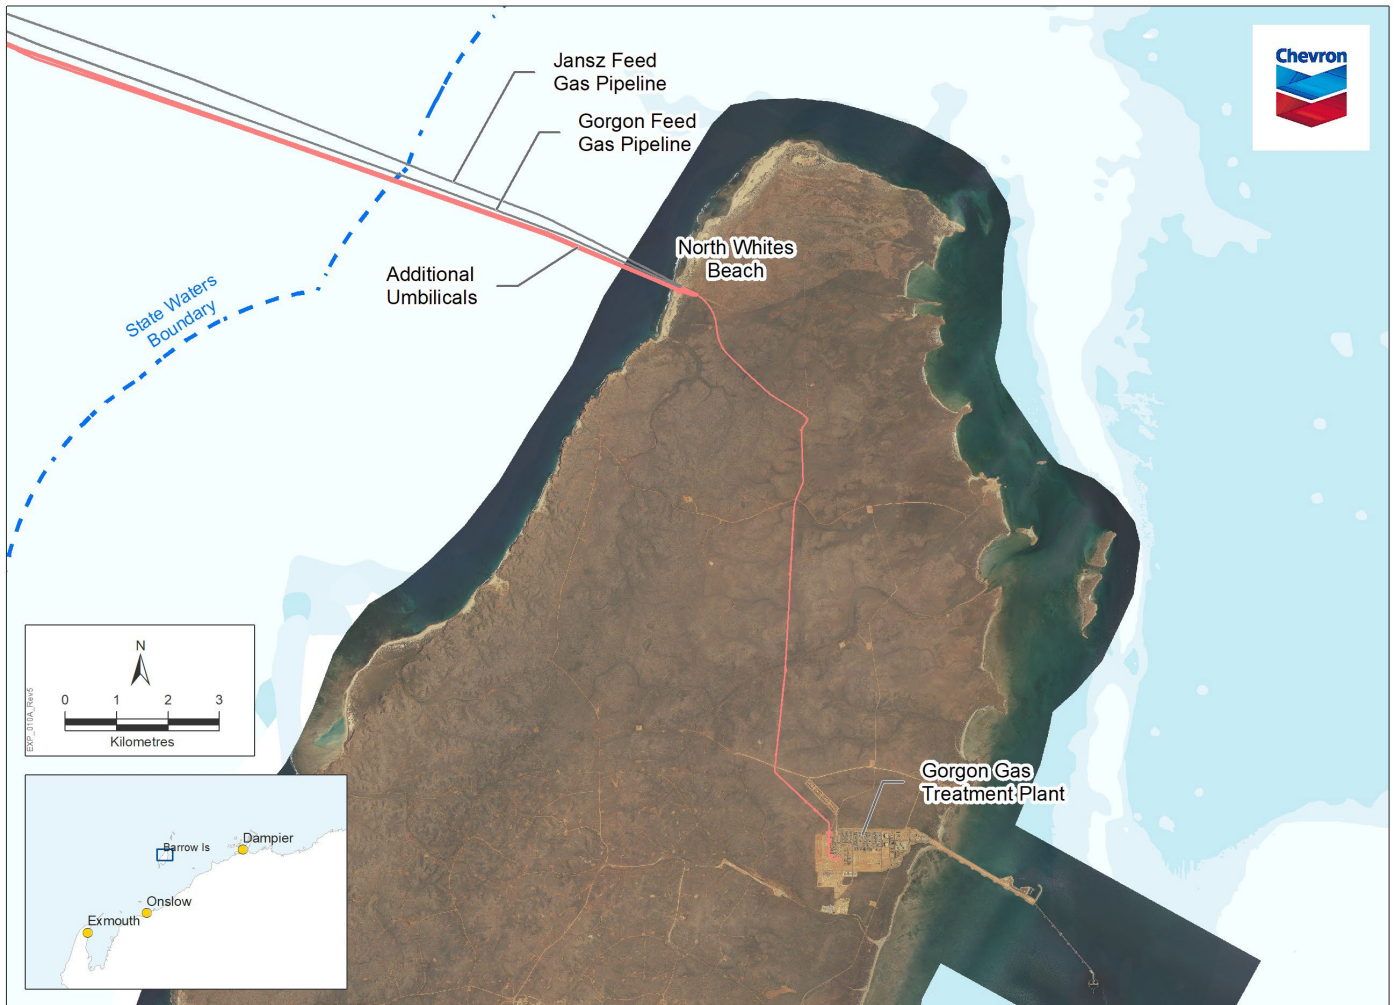 Chevron
Jansz Feed
Gas Pipeline
Gorgon Feed
Gas Pipeline
North Whites
Beach
Additional
Umbilicals
State Waters
Boundary
N
0 1 2 3
Kilometres
EXP_010A_Rev5
Gorgon Gas
Treatment Plant
Dampier
Barrow Is
Onslow
Exmouth